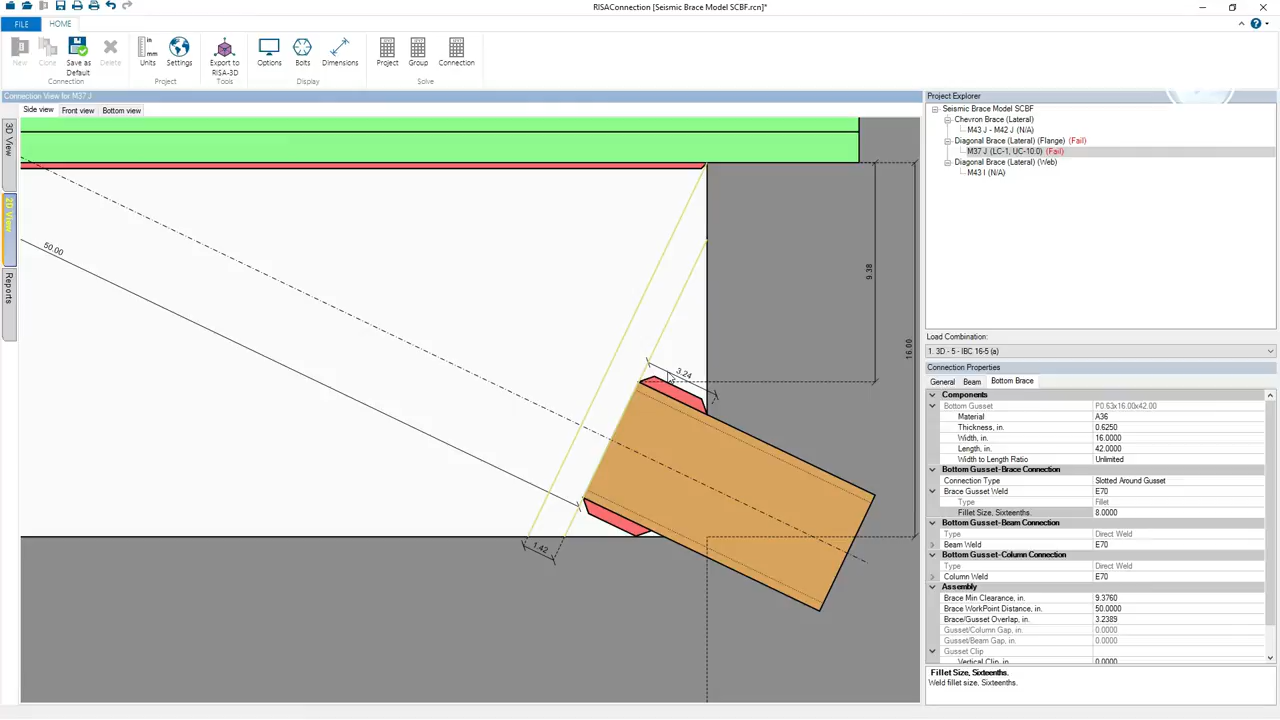 RISAConnection [Seismic Brace Model SCBF.rcn]*
FILE
HOME
New
Clone
Save as Default
Delete
Connection
in
mm
Units
Settings
Project
Export to RISA-3D
Tools
Options
Bolts
Dimensions
Display
Project
Group
Connection
Solve
Connection View for M37 J
Side view
Front view
Bottom view
3D View
2D View
Reports
50.00
3.24
9.38
16.00
1.42
Project Explorer
Seismic Brace Model SCBF
Chevron Brace (Lateral)
M43 J - M42 J (N/A)
Diagonal Brace (Lateral) (Flange) (Fail)
M37 J (LC-1, UC-10.0) (Fail)
Diagonal Brace (Lateral) (Web)
M43 I (N/A)
Load Combination:
1. 3D - 5 - IBC 16-5 (a)
Connection Properties
General
Beam
Bottom Brace
Components
Bottom Gusset P0.63x16.00x42.00
Material A36
Thickness, in. 0.6250
Width, in. 16.0000
Length, in. 42.0000
Width to Length Ratio Unlimited
Bottom Gusset-Brace Connection
Connection Type Slotted Around Gusset
Brace Gusset Weld E70
Type Fillet
Fillet Size, Sixteenths. 8.0000
Bottom Gusset-Beam Connection
Type Direct Weld
Beam Weld E70
Bottom Gusset-Column Connection
Type Direct Weld
Column Weld E70
Assembly
Brace Min Clearance, in. 9.3760
Brace WorkPoint Distance, in. 50.0000
Brace/Gusset Overlap, in. 3.2389
Gusset/Column Gap, in. 0.0000
Gusset/Beam Gap, in. 0.0000
Gusset Clip
Vertical Clip, in. 0.0000
Fillet Size, Sixteenths.
Weld fillet size, Sixteenths.